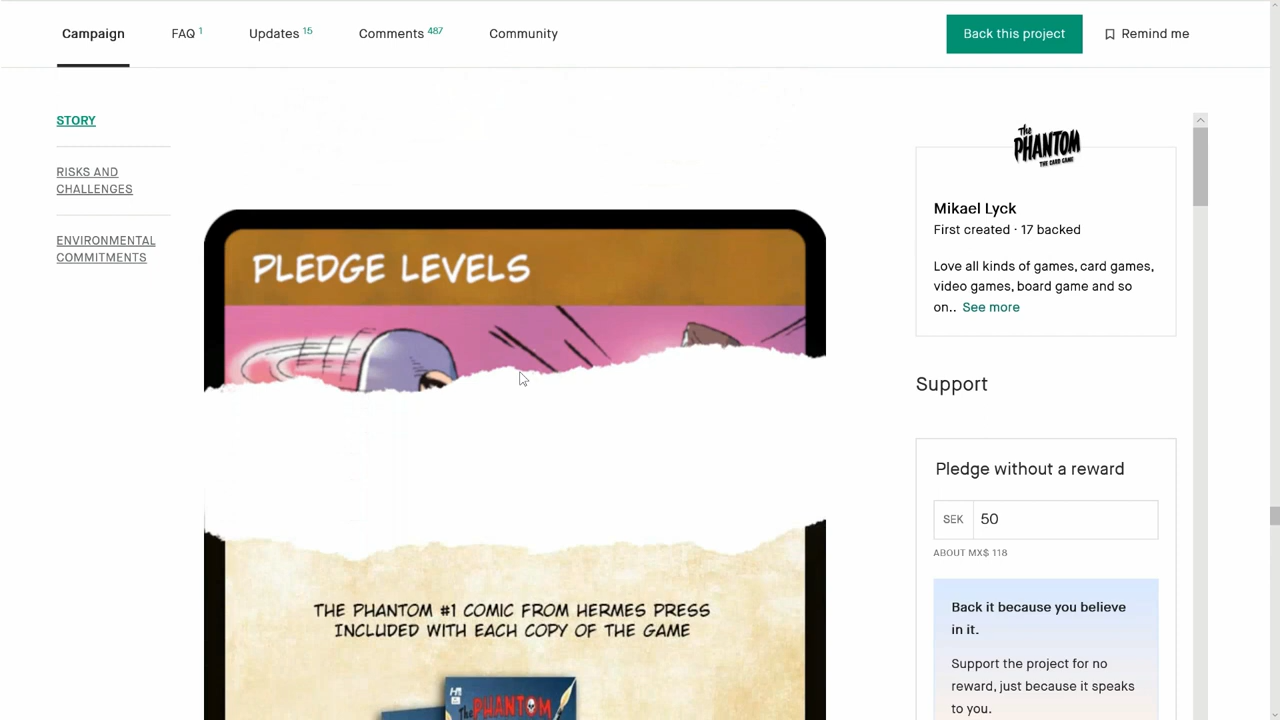 Campaign
FAQ 1
Updates 15
Comments 487
Community
Back this project
Remind me
STORY
RISKS AND
CHALLENGES
ENVIRONMENTAL
COMMITMENTS
PLEDGE LEVELS
THE PHANTOM #1 COMIC FROM HERMES PRESS
INCLUDED WITH EACH COPY OF THE GAME
The PHANTOM
The
PHANTOM
THE CARD GAME
Mikael Lyck
First created · 17 backed
Love all kinds of games, card games,
video games, board game and so
on.. See more
Support
Pledge without a reward
SEK 50
ABOUT MX$ 118
Back it because you believe
in it.
Support the project for no
reward, just because it speaks
to you.